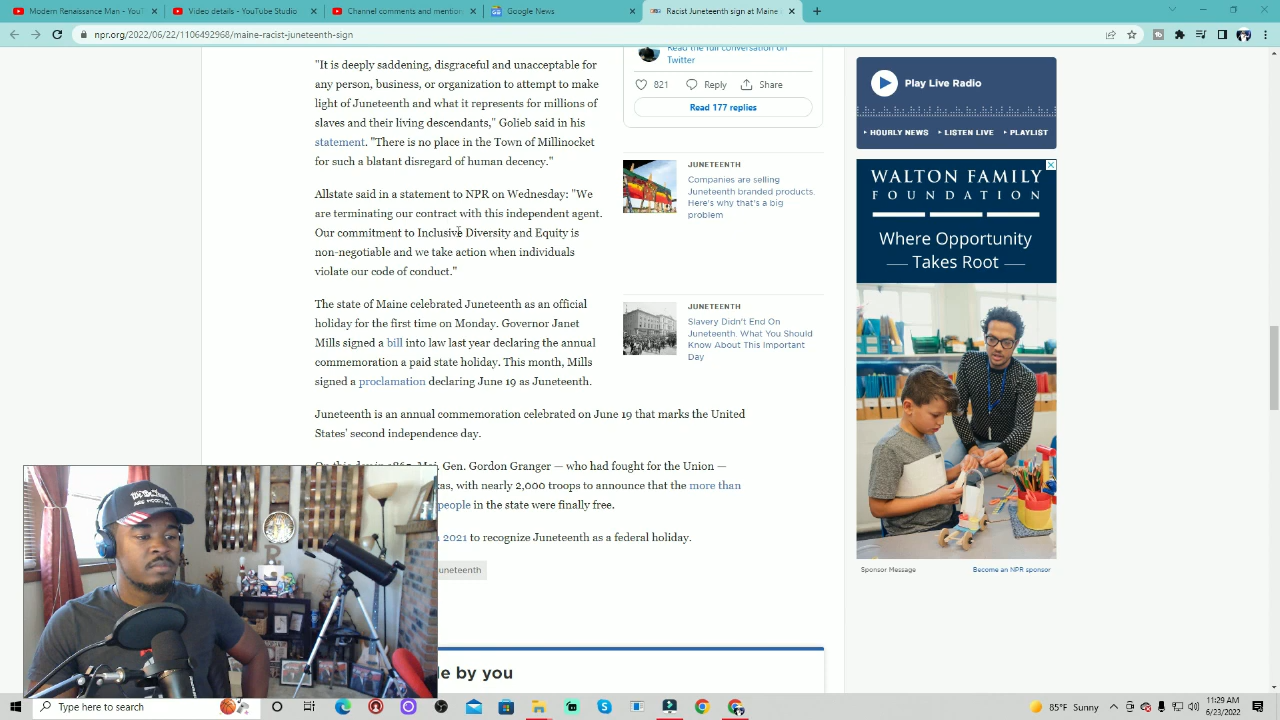 Modern Renaissance Man - YouT
Video details - YouTube Studio
Channel comments and mention
Google News
Racist Juneteenth sign
npr.org/2022/06/22/1106492968/maine-racist-juneteenth-sign
"It is deeply saddening, disgraceful and unacceptable for
any person, business, or organization to attempt to make
light of Juneteenth and what it represents for millions of
slaves and their living descendants," Golieb said in his
statement. "There is no place in the Town of Millinocket
for such a blatant disregard of human decency."
Allstate said in a statement to NPR on Wednesday: "We
are terminating our contract with this independent agent.
Our commitment to Inclusive Diversity and Equity is
non-negotiable and we take action when individuals
violate our code of conduct."
The state of Maine celebrated Juneteenth as an official
holiday for the first time on Monday. Governor Janet
Mills signed a bill into law last year declaring the annual
commemoration a paid state holiday. This month, Mills
signed a proclamation declaring June 19 as Juneteenth.
Juneteenth is an annual commemoration celebrated on June 19 that marks the United
States' second independence day.
Gen. Gordon Granger — who had fought for the Union —
with nearly 2,000 troops to announce that the more than
people in the state were finally free.
2021 to recognize Juneteenth as a federal holiday.
uneteenth
le by you
Read the full conversation on
Twitter
821 Reply Share
Read 177 replies
JUNETEENTH
Companies are selling
Juneteenth branded products.
Here's why that's a big
problem
JUNETEENTH
Slavery Didn't End On
Juneteenth. What You Should
Know About This Important
Day
Play Live Radio
HOURLY NEWS LISTEN LIVE PLAYLIST
WALTON FAMILY
FOUNDATION
Where Opportunity
Takes Root
Sponsor Message Become an NPR sponsor
Type here to search
85°F Sunny
11:29 AM
6/23/2022